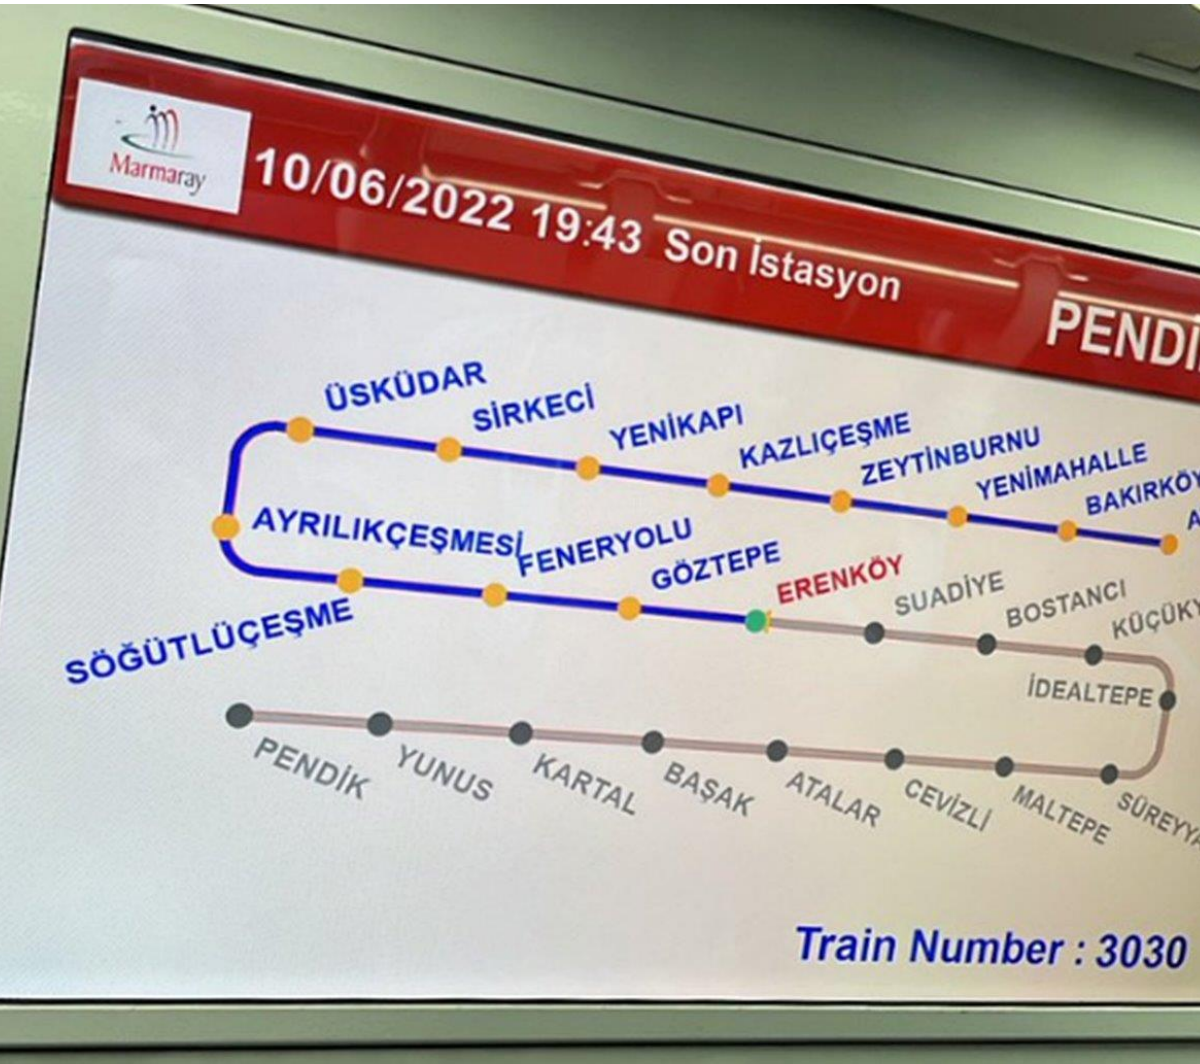 Marmaray
10/06/2022 19:43 Son İstasyon
PENDİ
ÜSKÜDAR
SİRKECİ
YENİKAPI
KAZLIÇEŞME
ZEYTİNBURNU
YENİMAHALLE
BAKIRKÖY
A
AYRILIKÇEŞMESİ
FENERYOLU
GÖZTEPE
ERENKÖY
SUADİYE
BOSTANCI
KÜÇÜKY
SÖĞÜTLÜÇEŞME
İDEALTEPE
PENDİK
YUNUS
KARTAL
BAŞAK
ATALAR
CEVİZLİ
MALTEPE
SÜREYYA
Train Number : 3030